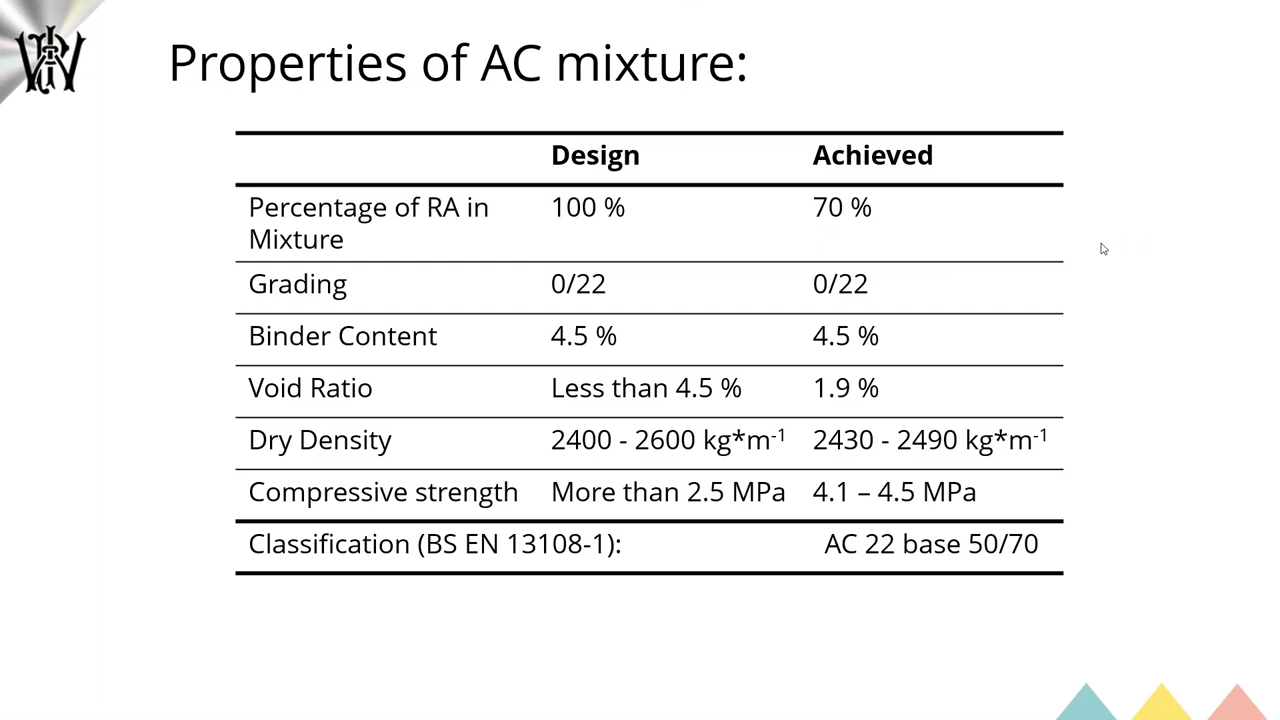 Properties of AC mixture:
Design Achieved
Percentage of RA in Mixture 100 % 70 %
Grading 0/22 0/22
Binder Content 4.5 % 4.5 %
Void Ratio Less than 4.5 % 1.9 %
Dry Density 2400 - 2600 kg*m⁻¹ 2430 - 2490 kg*m⁻¹
Compressive strength More than 2.5 MPa 4.1 – 4.5 MPa
Classification (BS EN 13108-1): AC 22 base 50/70